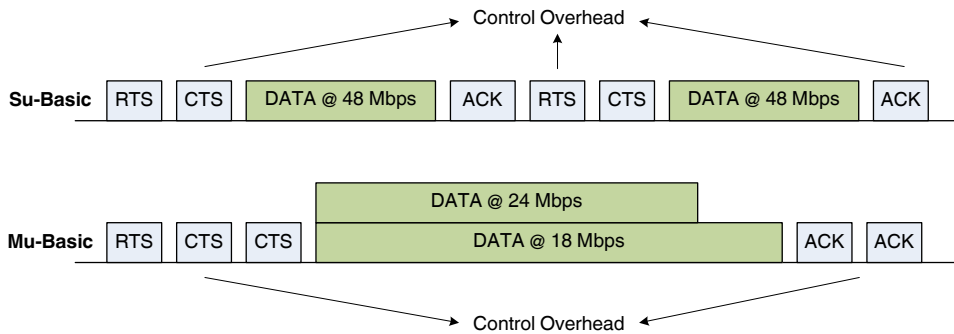 Control Overhead
Su-Basic RTS CTS DATA @ 48 Mbps ACK RTS CTS DATA @ 48 Mbps ACK
DATA @ 24 Mbps
Mu-Basic RTS CTS CTS DATA @ 18 Mbps ACK ACK
Control Overhead